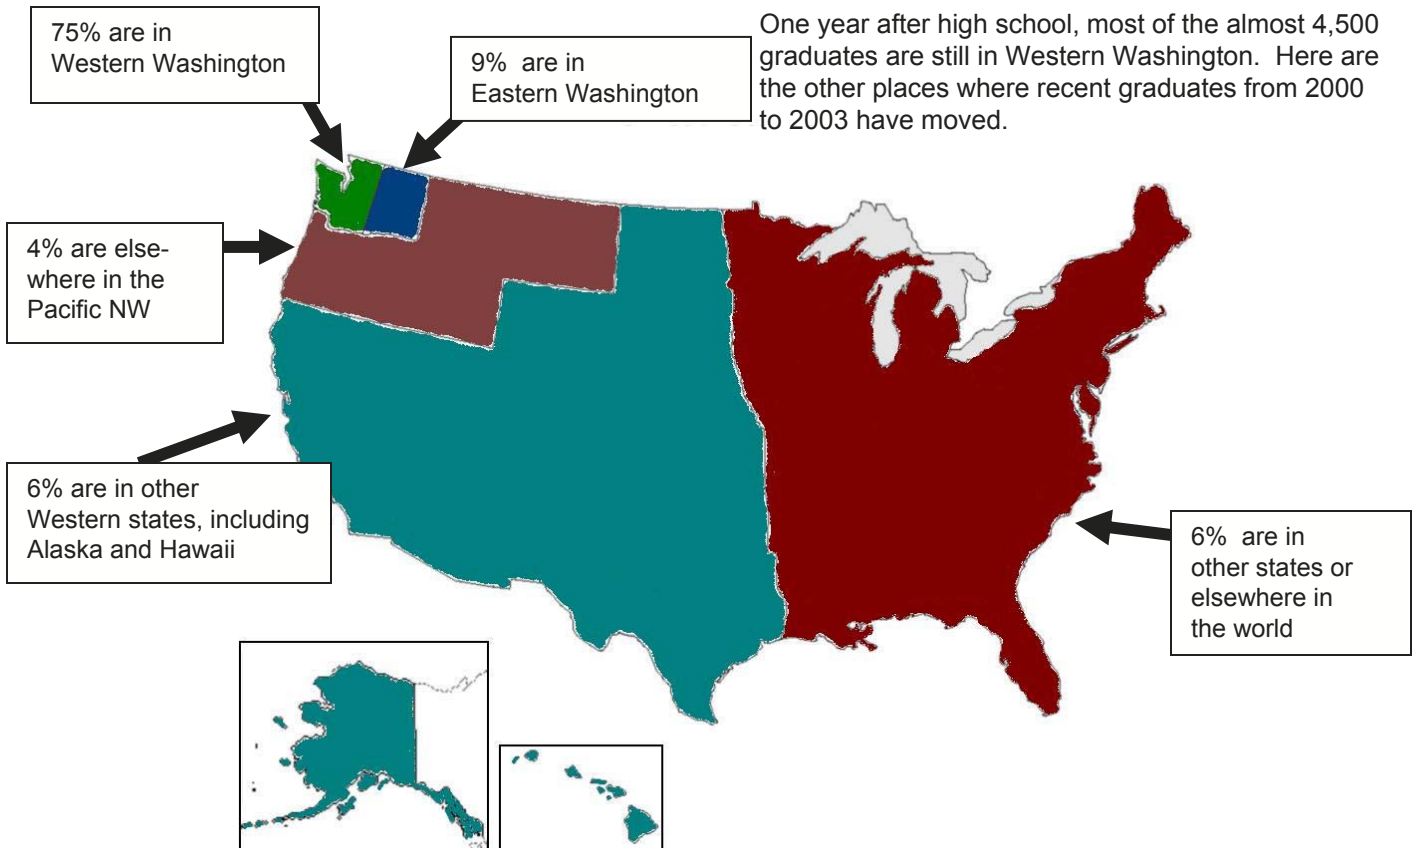 75% are in
Western Washington
9%  are in
Eastern Washington
One year after high school, most of the almost 4,500
graduates are still in Western Washington.  Here are
the other places where recent graduates from 2000
to 2003 have moved.
4% are else-
where in the
Pacific NW
6% are in other
Western states, including
Alaska and Hawaii
6%  are in
other states or
elsewhere in
the world